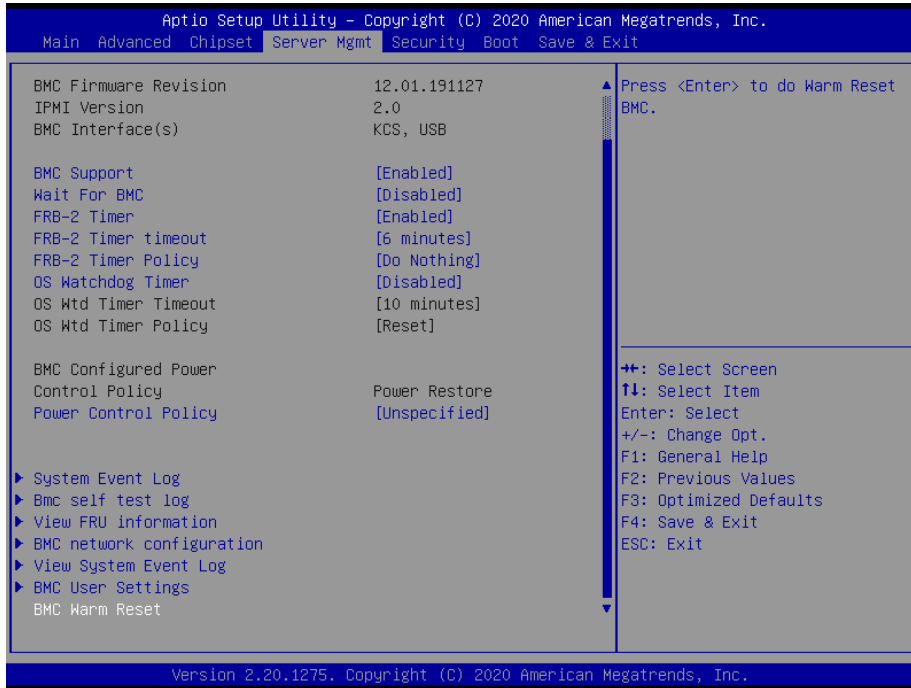 Aptio Setup Utility – Copyright (C) 2020 American Megatrends, Inc.
Main Advanced Chipset Server Mgmt Security Boot Save & Exit
BMC Firmware Revision 12.01.191127
IPMI Version 2.0
BMC Interface(s) KCS, USB
BMC Support [Enabled]
Wait For BMC [Disabled]
FRB-2 Timer [Enabled]
FRB-2 Timer timeout [6 minutes]
FRB-2 Timer Policy [Do Nothing]
OS Watchdog Timer [Disabled]
OS Wtd Timer Timeout [10 minutes]
OS Wtd Timer Policy [Reset]
BMC Configured Power
Control Policy Power Restore
Power Control Policy [Unspecified]
System Event Log
Bmc self test log
View FRU information
BMC network configuration
View System Event Log
BMC User Settings
BMC Warm Reset
Press <Enter> to do Warm Reset
BMC.
→←: Select Screen
↑↓: Select Item
Enter: Select
+/-: Change Opt.
F1: General Help
F2: Previous Values
F3: Optimized Defaults
F4: Save & Exit
ESC: Exit
Version 2.20.1275. Copyright (C) 2020 American Megatrends, Inc.